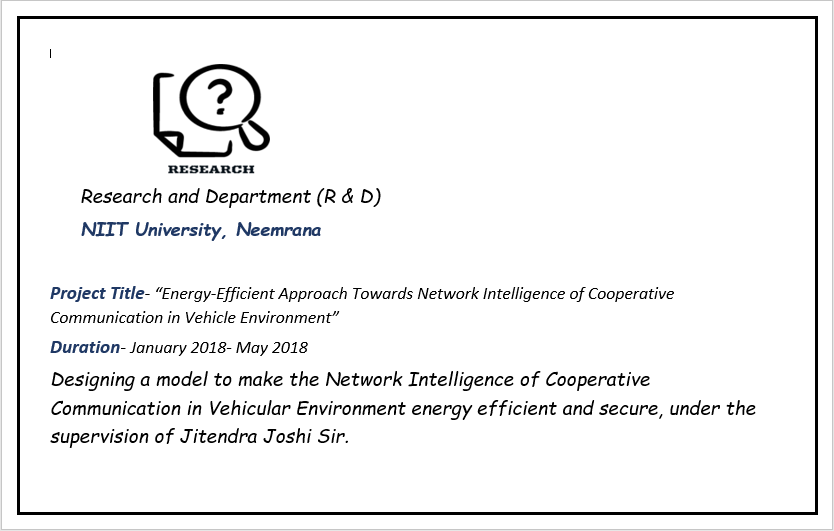 ?
RESEARCH
Research and Department (R & D)
NIIT University, Neemrana
Project Title- “Energy-Efficient Approach Towards Network Intelligence of Cooperative
Communication in Vehicle Environment”
Duration- January 2018- May 2018
Designing a model to make the Network Intelligence of Cooperative
Communication in Vehicular Environment energy efficient and secure, under the
supervision of Jitendra Joshi Sir.